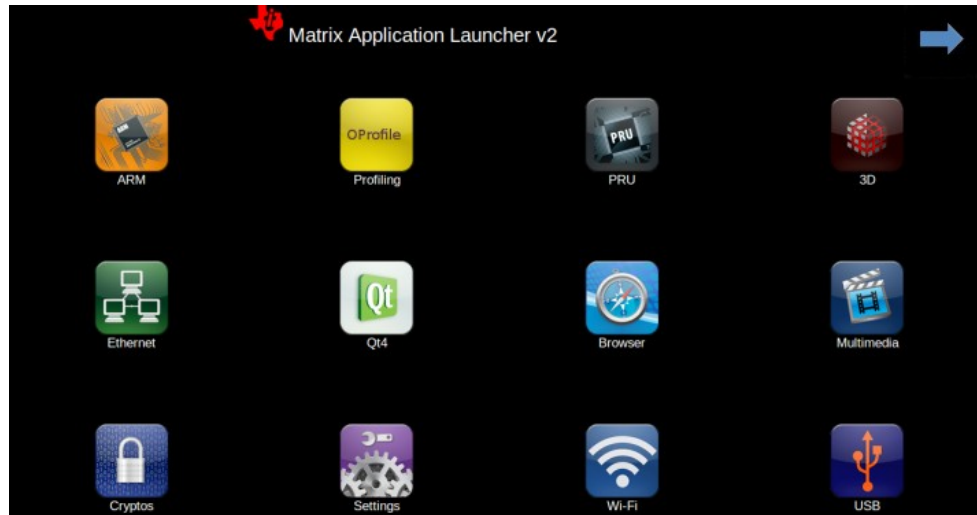 Matrix Application Launcher v2
ARM
OProfile
PRU
ARM
Profiling
PRU
3D
Qt
Ethernet
Qt4
Browser
Multimedia
Cryptos
Settings
Wi-Fi
USB